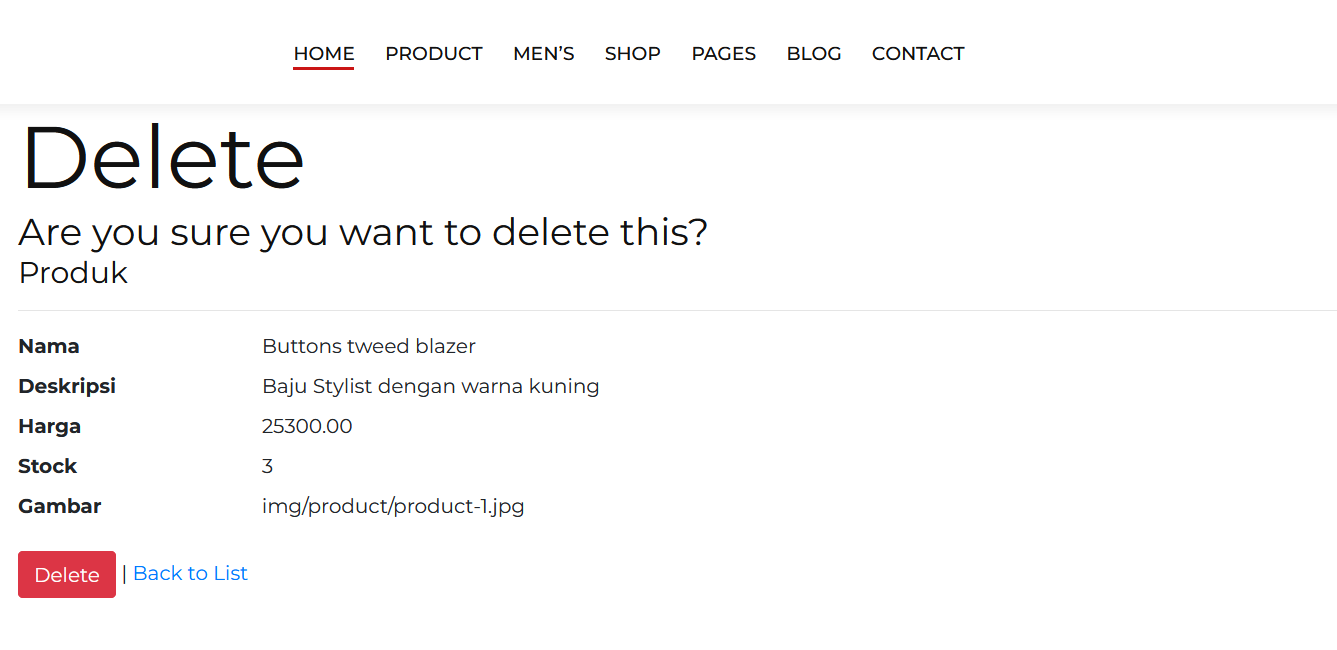 HOME PRODUCT MEN’S SHOP PAGES BLOG CONTACT
Delete
Are you sure you want to delete this?
Produk
Nama Buttons tweed blazer
Deskripsi Baju Stylist dengan warna kuning
Harga 25300.00
Stock 3
Gambar img/product/product-1.jpg
Delete | Back to List